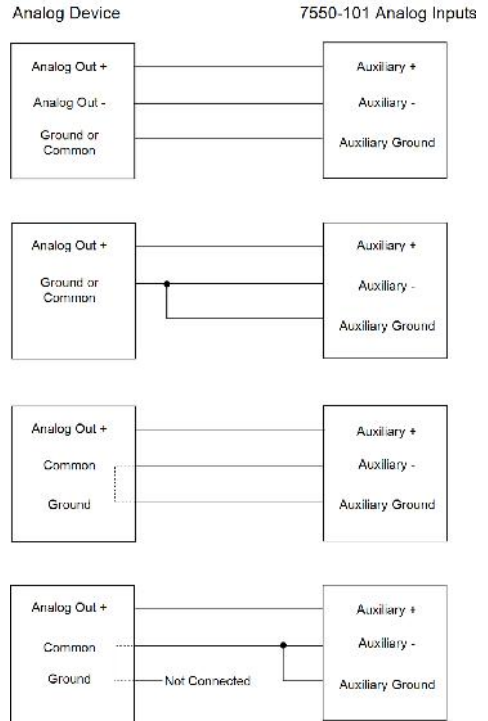 Analog Device 7550-101 Analog Inputs
Analog Out + Auxiliary +
Analog Out - Auxiliary -
Ground or
Common Auxiliary Ground
Analog Out + Auxiliary +
Ground or
Common Auxiliary -
Auxiliary Ground
Analog Out + Auxiliary +
Common Auxiliary -
Ground Auxiliary Ground
Analog Out + Auxiliary +
Common Auxiliary -
Ground Not Connected Auxiliary Ground